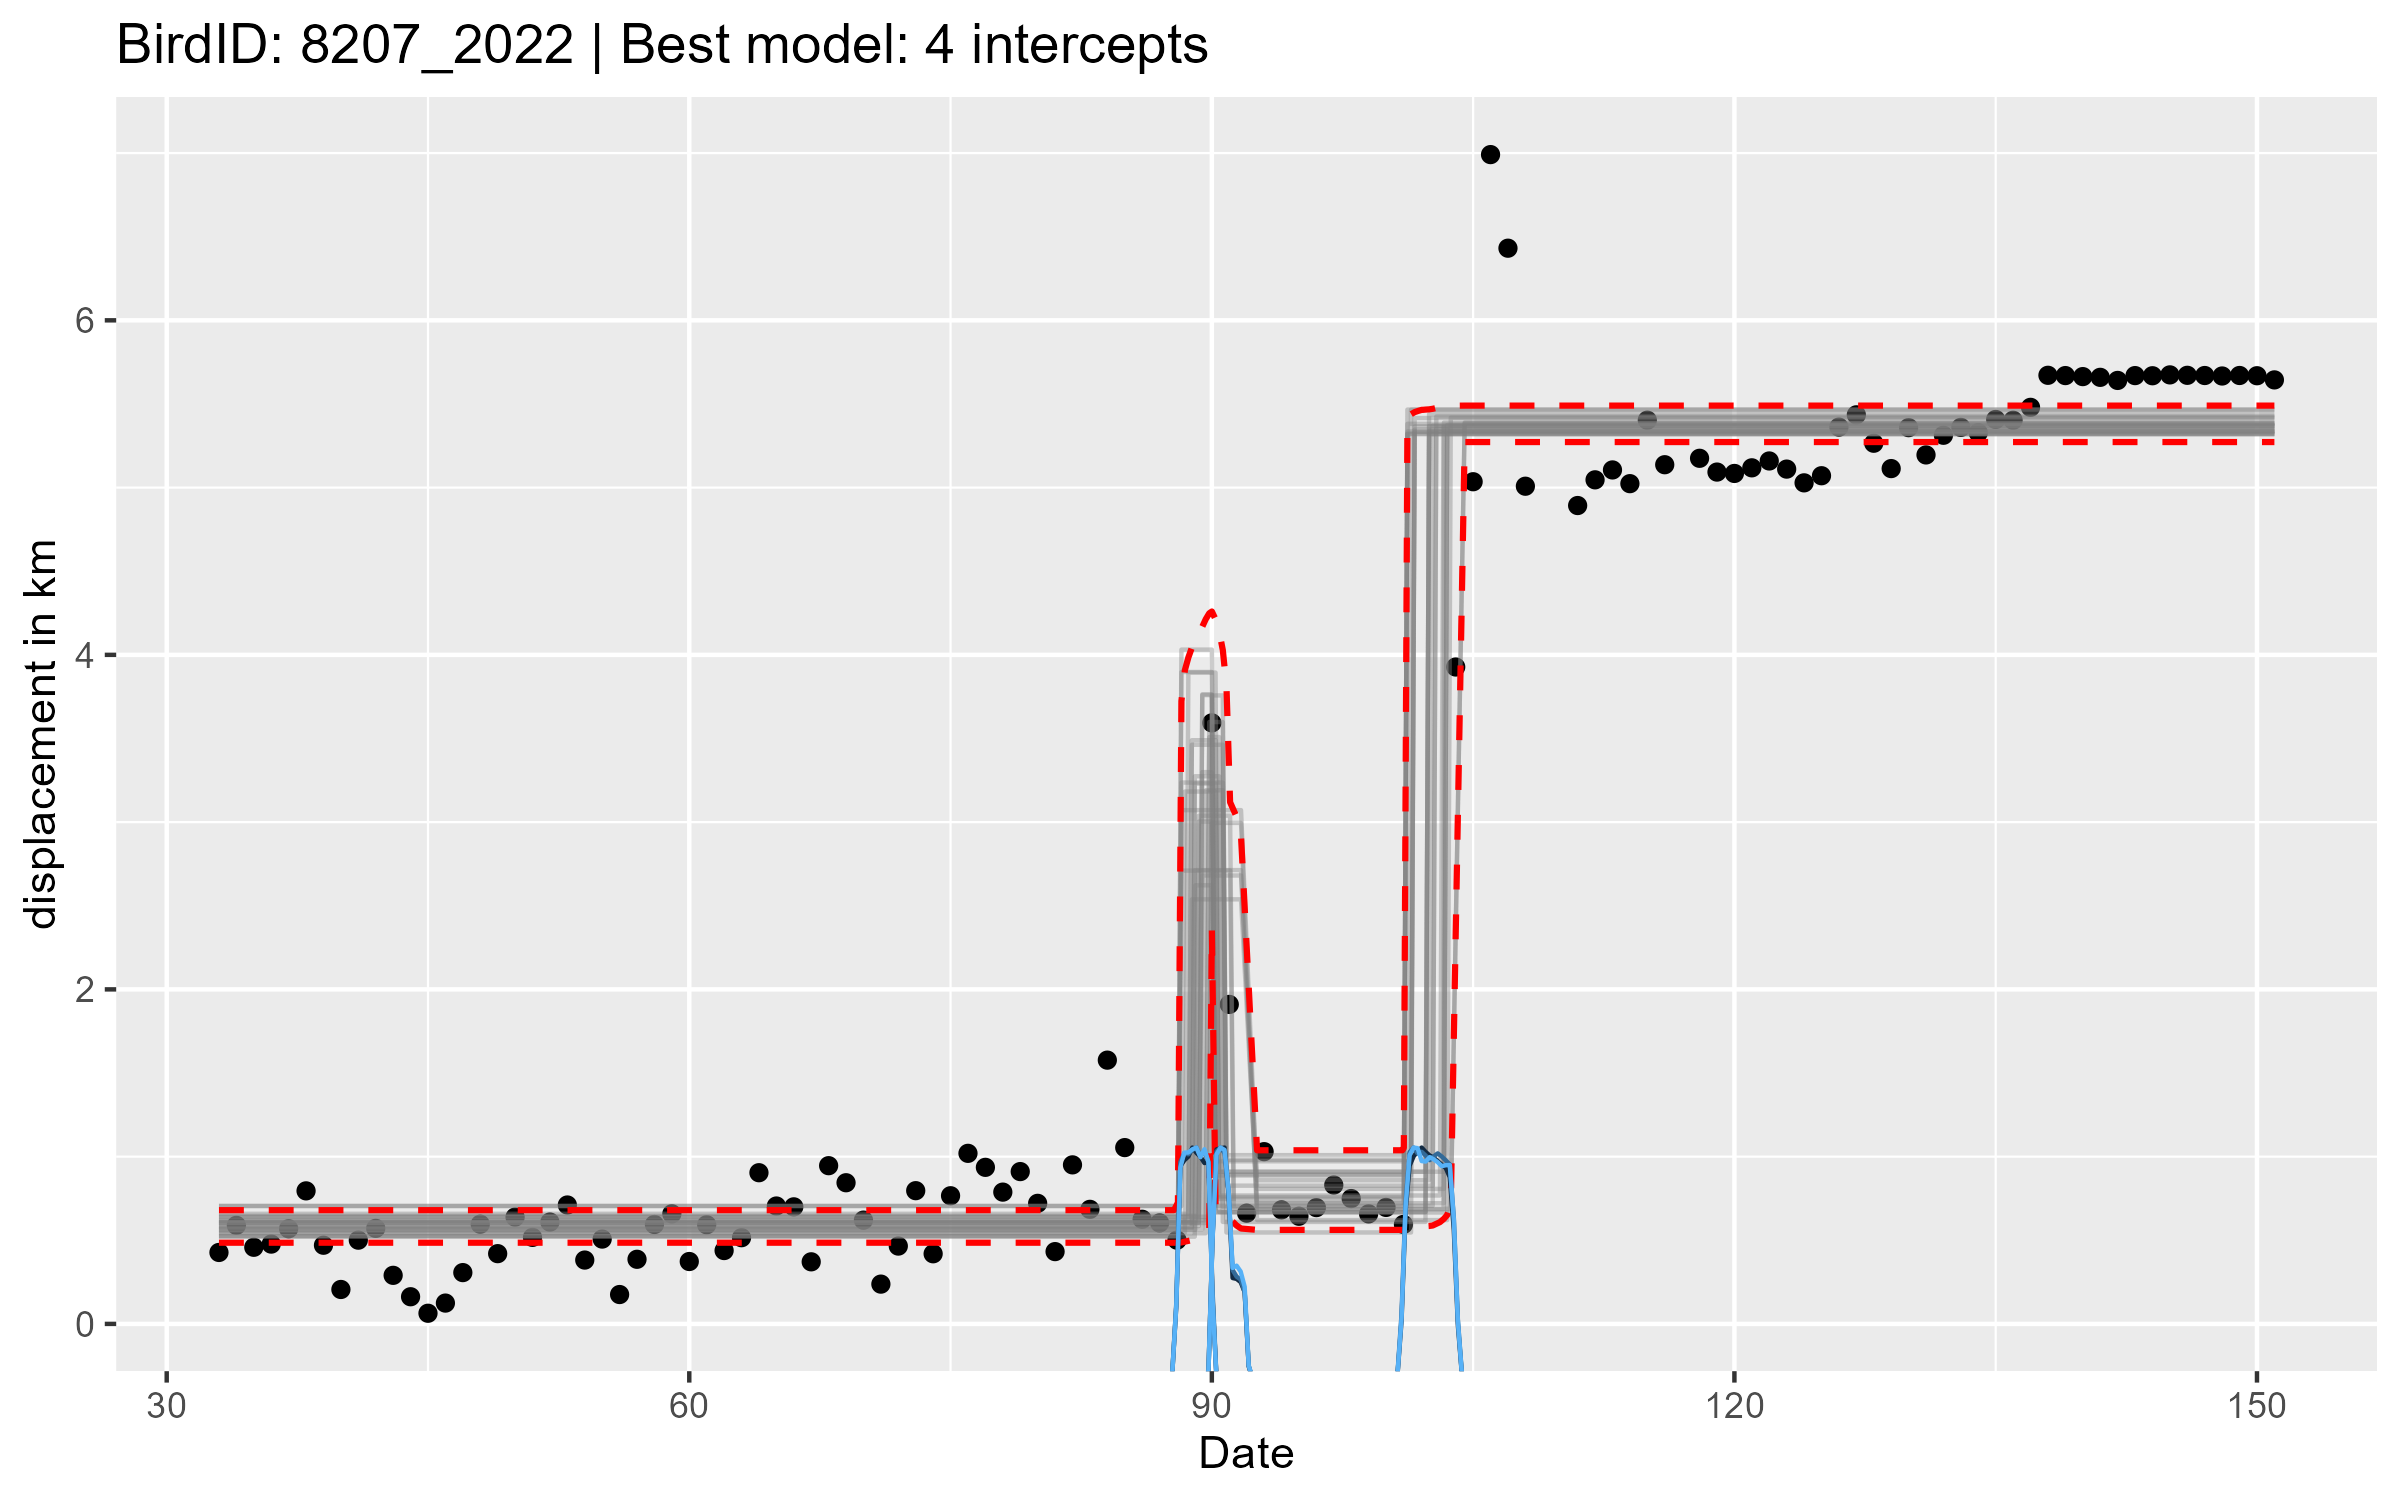 BirdID: 8207_2022 | Best model: 4 intercepts
displacement in km
6
4
2
0
30 60 90 120 150
Date